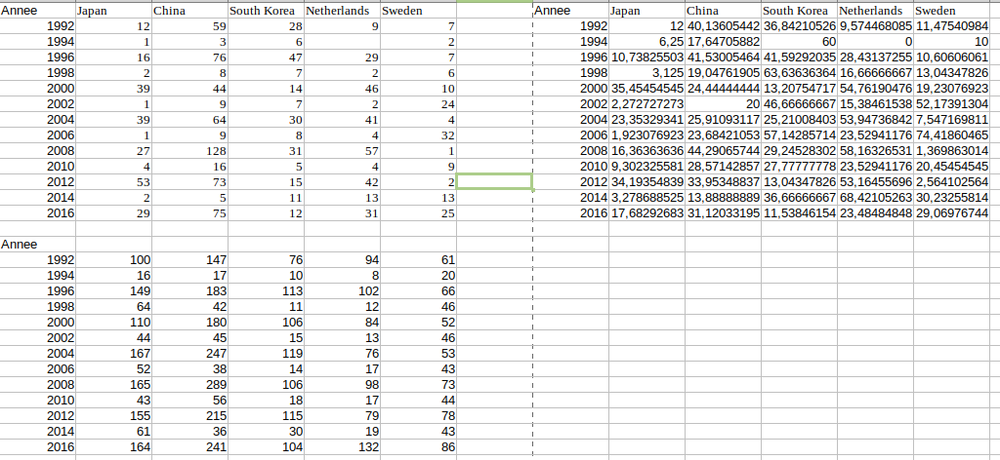 Annee Japan China South Korea Netherlands Sweden Annee Japan China South Korea Netherlands Sweden
1992 12 59 28 9 7 1992 12 40,13605442 36,84210526 9,574468085 11,47540984
1994 1 3 6 2 1994 6,25 17,64705882 60 0 10
1996 16 76 47 29 7 1996 10,73825503 41,53005464 41,59292035 28,43137255 10,60606061
1998 2 8 7 2 6 1998 3,125 19,04761905 63,63636364 16,66666667 13,04347826
2000 39 44 14 46 10 2000 35,45454545 24,44444444 13,20754717 54,76190476 19,23076923
2002 1 9 7 2 24 2002 2,272727273 20 46,66666667 15,38461538 52,17391304
2004 39 64 30 41 4 2004 23,35329341 25,91093117 25,21008403 53,94736842 7,547169811
2006 1 9 8 4 32 2006 1,923076923 23,68421053 57,14285714 23,52941176 74,41860465
2008 27 128 31 57 1 2008 16,36363636 44,29065744 29,24528302 58,16326531 1,369863014
2010 4 16 5 4 9 2010 9,302325581 28,57142857 27,77777778 23,52941176 20,45454545
2012 53 73 15 42 2 2012 34,19354839 33,95348837 13,04347826 53,16455696 2,564102564
2014 2 5 11 13 13 2014 3,278688525 13,88888889 36,66666667 68,42105263 30,23255814
2016 29 75 12 31 25 2016 17,68292683 31,12033195 11,53846154 23,48484848 29,06976744
Annee
1992 100 147 76 94 61
1994 16 17 10 8 20
1996 149 183 113 102 66
1998 64 42 11 12 46
2000 110 180 106 84 52
2002 44 45 15 13 46
2004 167 247 119 76 53
2006 52 38 14 17 43
2008 165 289 106 98 73
2010 43 56 18 17 44
2012 155 215 115 79 78
2014 61 36 30 19 43
2016 164 241 104 132 86